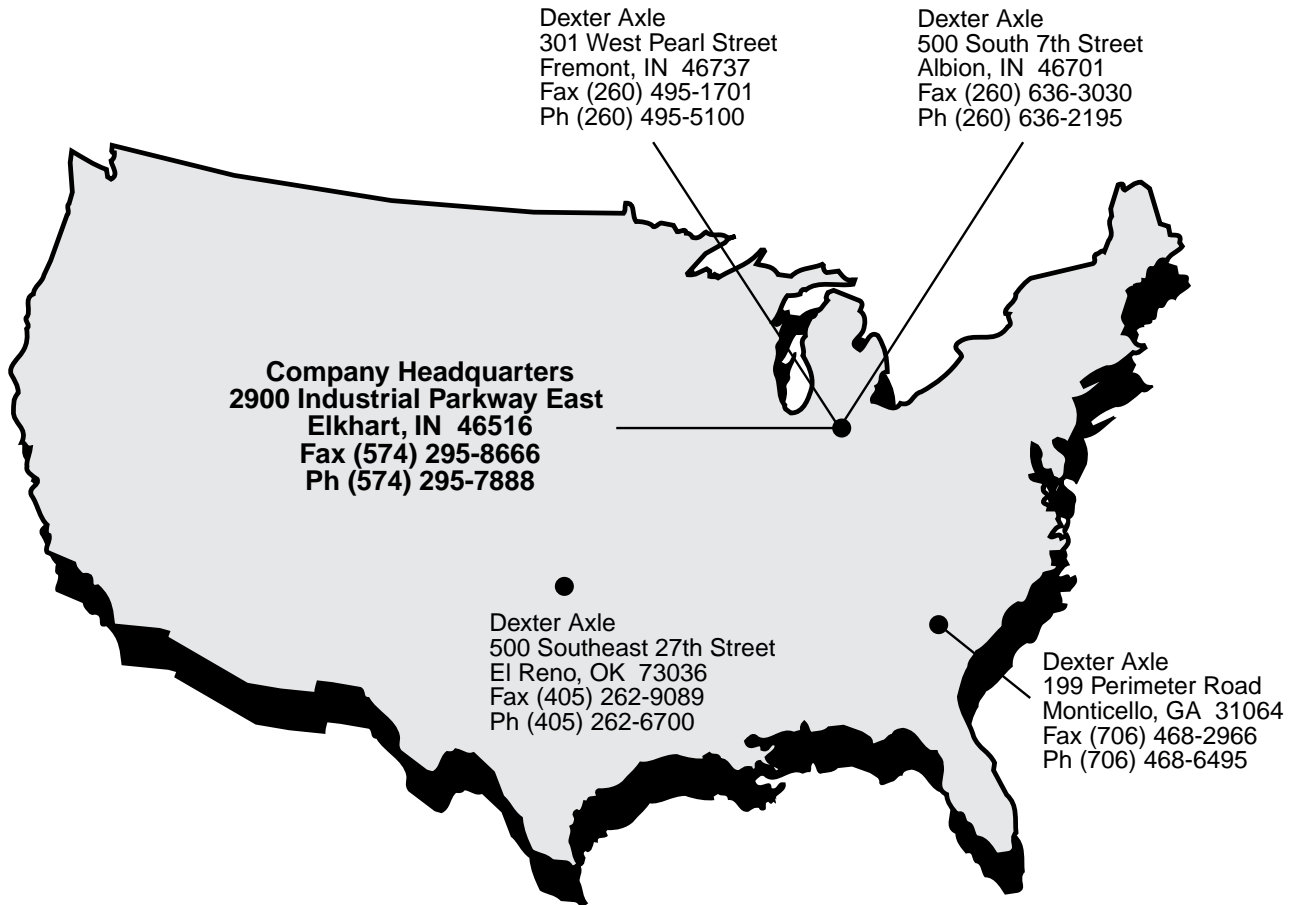 Dexter Axle
301 West Pearl Street
Fremont, IN  46737
Fax (260) 495-1701
Ph (260) 495-5100
Dexter Axle
500 South 7th Street
Albion, IN  46701
Fax (260) 636-3030
Ph (260) 636-2195
Company Headquarters
2900 Industrial Parkway East
Elkhart, IN  46516
Fax (574) 295-8666
Ph (574) 295-7888
Dexter Axle
500 Southeast 27th Street
El Reno, OK  73036
Fax (405) 262-9089
Ph (405) 262-6700
Dexter Axle
199 Perimeter Road
Monticello, GA  31064
Fax (706) 468-2966
Ph (706) 468-6495